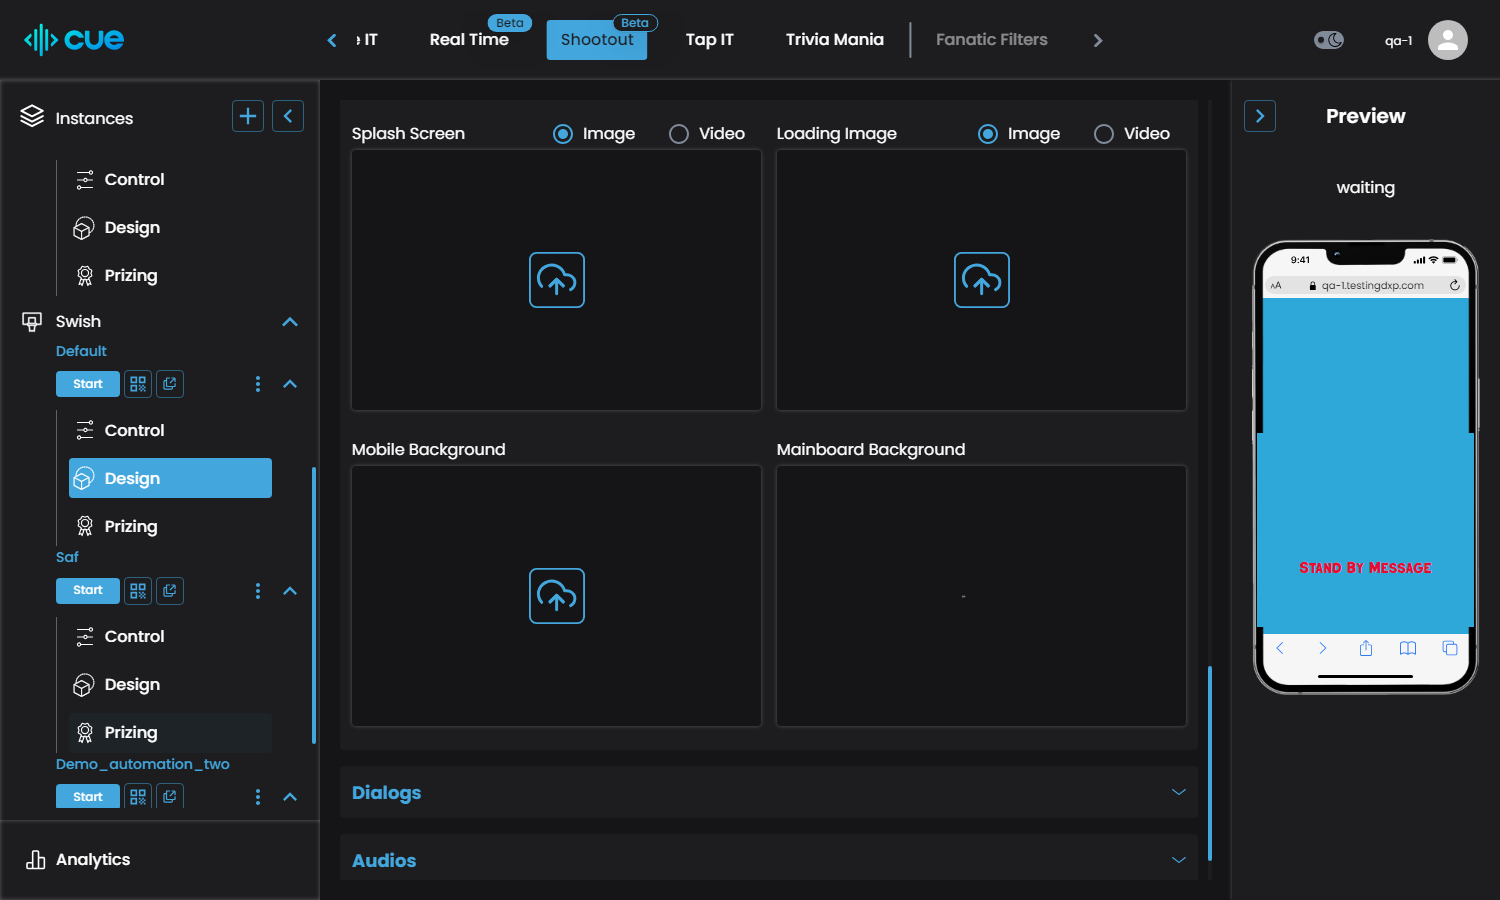 cue
IT
Real Time
Beta
Shootout
Beta
Tap IT
Trivia Mania
Fanatic Filters
qa-1
Instances
Control
Design
Prizing
Swish
Default
Start
Control
Design
Prizing
Saf
Start
Control
Design
Prizing
Demo_automation_two
Start
Analytics
Splash Screen
Image
Video
Loading Image
Image
Video
Mobile Background
Mainboard Background
Dialogs
Audios
Preview
waiting
9:41
AA
qa-1.testingdxp.com
Stand By Message